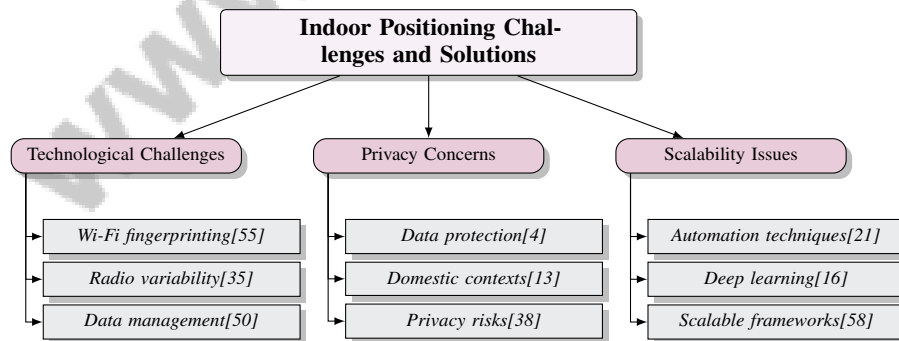 Indoor Positioning Chal-
lenges and Solutions
Technological Challenges
Wi-Fi fingerprinting[55]
Radio variability[35]
Data management[50]
Privacy Concerns
Data protection[4]
Domestic contexts[13]
Privacy risks[38]
Scalability Issues
Automation techniques[21]
Deep learning[16]
Scalable frameworks[58]